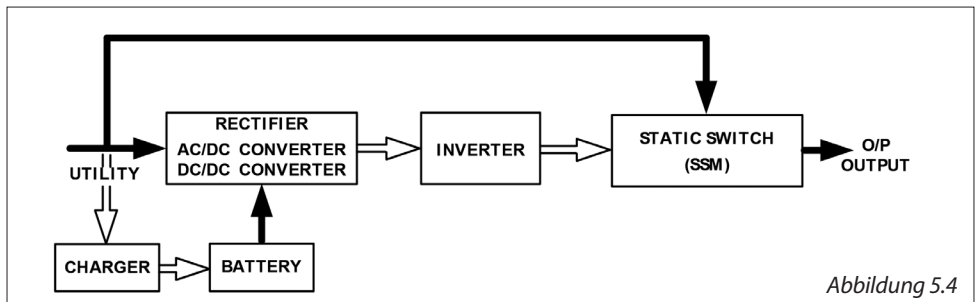 UTILITY
RECTIFIER
AC/DC CONVERTER
DC/DC CONVERTER
INVERTER
STATIC SWITCH
(SSM)
O/P
OUTPUT
CHARGER
BATTERY
Abbildung 5.4